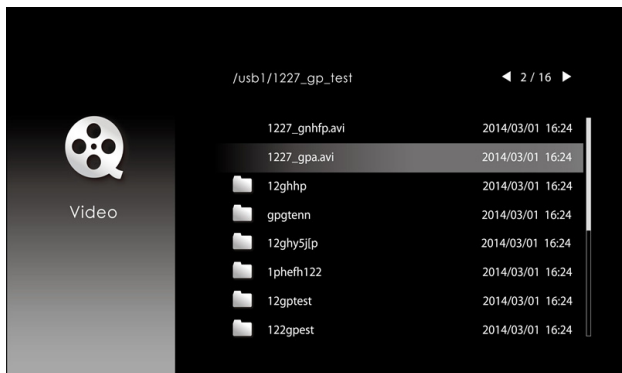 /usb1/1227_gp_test
2 / 16
1227_gnhfp.avi 2014/03/01 16:24
1227_gpa.avi 2014/03/01 16:24
12ghhp 2014/03/01 16:24
Video
gpgtenn 2014/03/01 16:24
12ghy5j[p 2014/03/01 16:24
1phefh122 2014/03/01 16:24
12gptest 2014/03/01 16:24
122gpest 2014/03/01 16:24